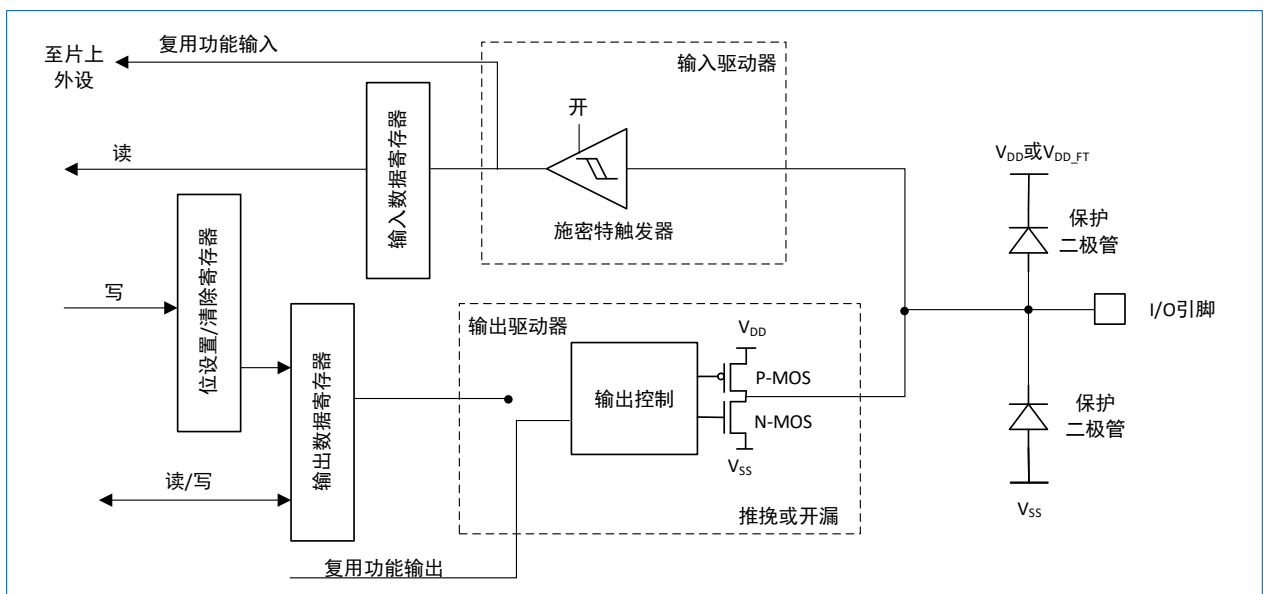 复用功能输入
至片上
外设
输入驱动器
开
读
输入数据寄存器
施密特触发器
VDD或VDD_FT
保护
二极管
写
位设置/清除寄存器
I/O引脚
输出驱动器
VDD
P-MOS
输出控制
N-MOS
VSS
输出数据寄存器
保护
二极管
读/写
推挽或开漏
VSS
复用功能输出